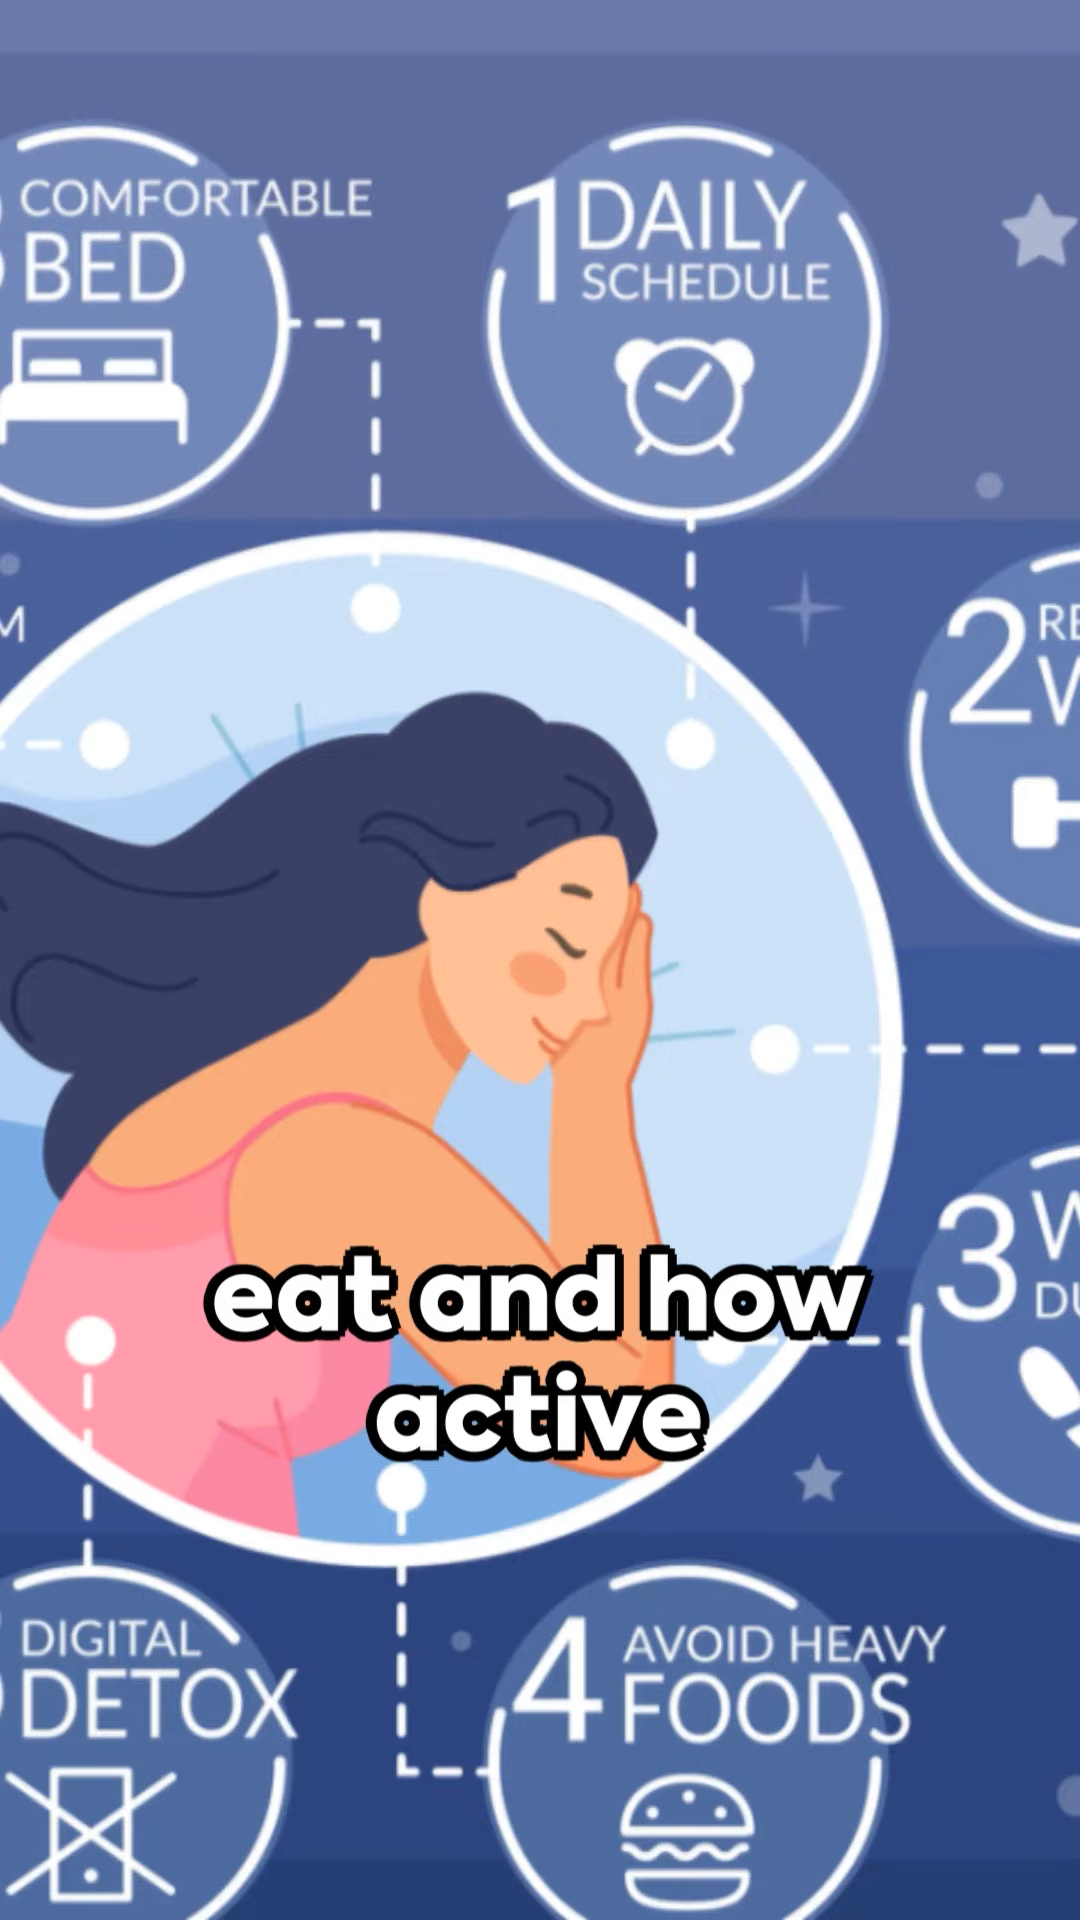 COMFORTABLE
BED
1 DAILY
SCHEDULE
2
3
eat and how
active
DIGITAL
DETOX
4 AVOID HEAVY
FOODS